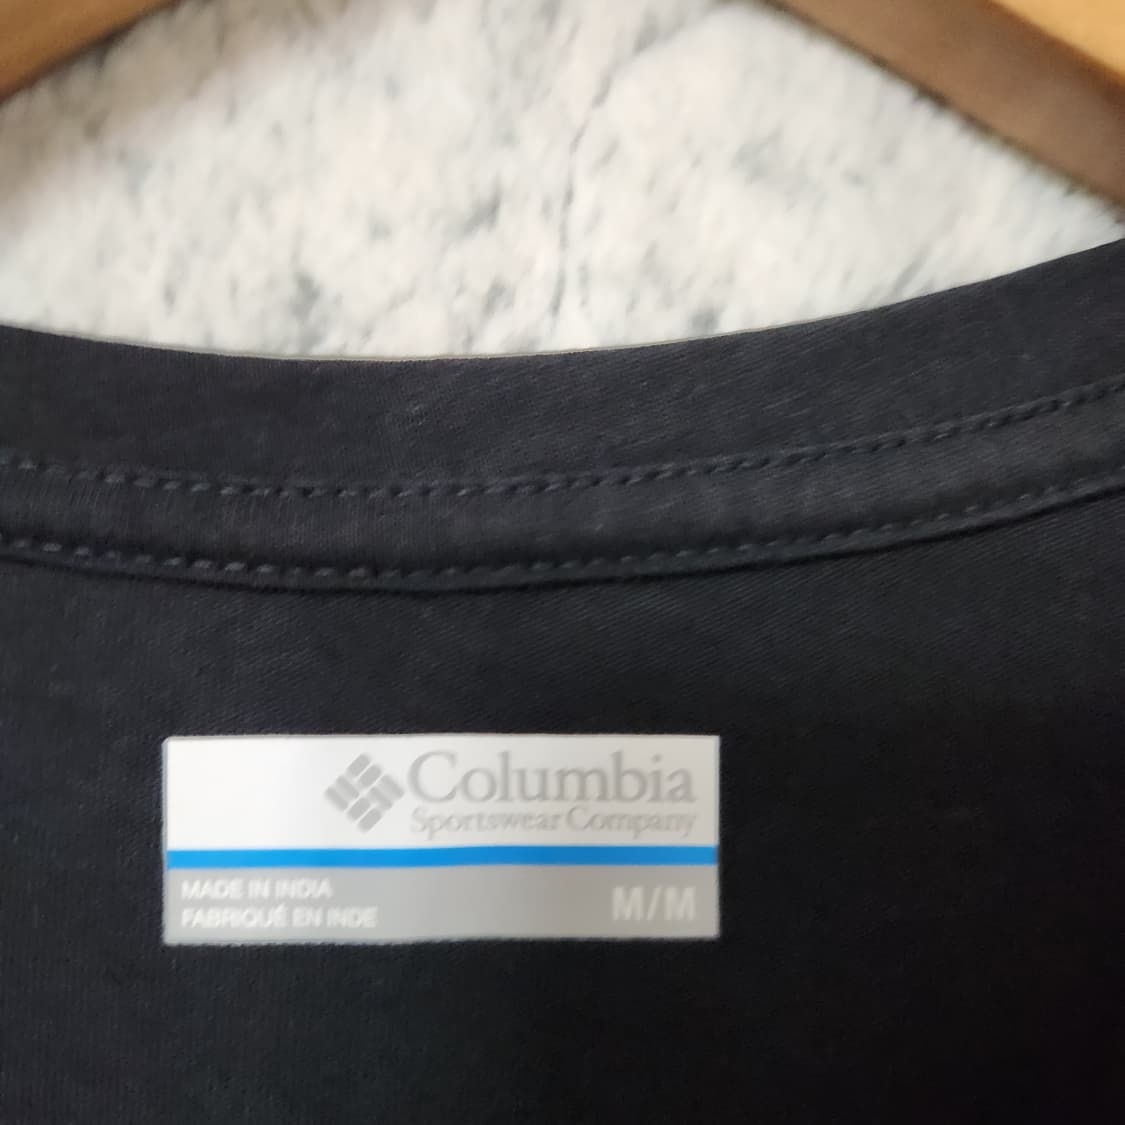 Columbia
Sportswear Company
MADE IN INDIA
FABRIQUÉ EN INDE
M/M